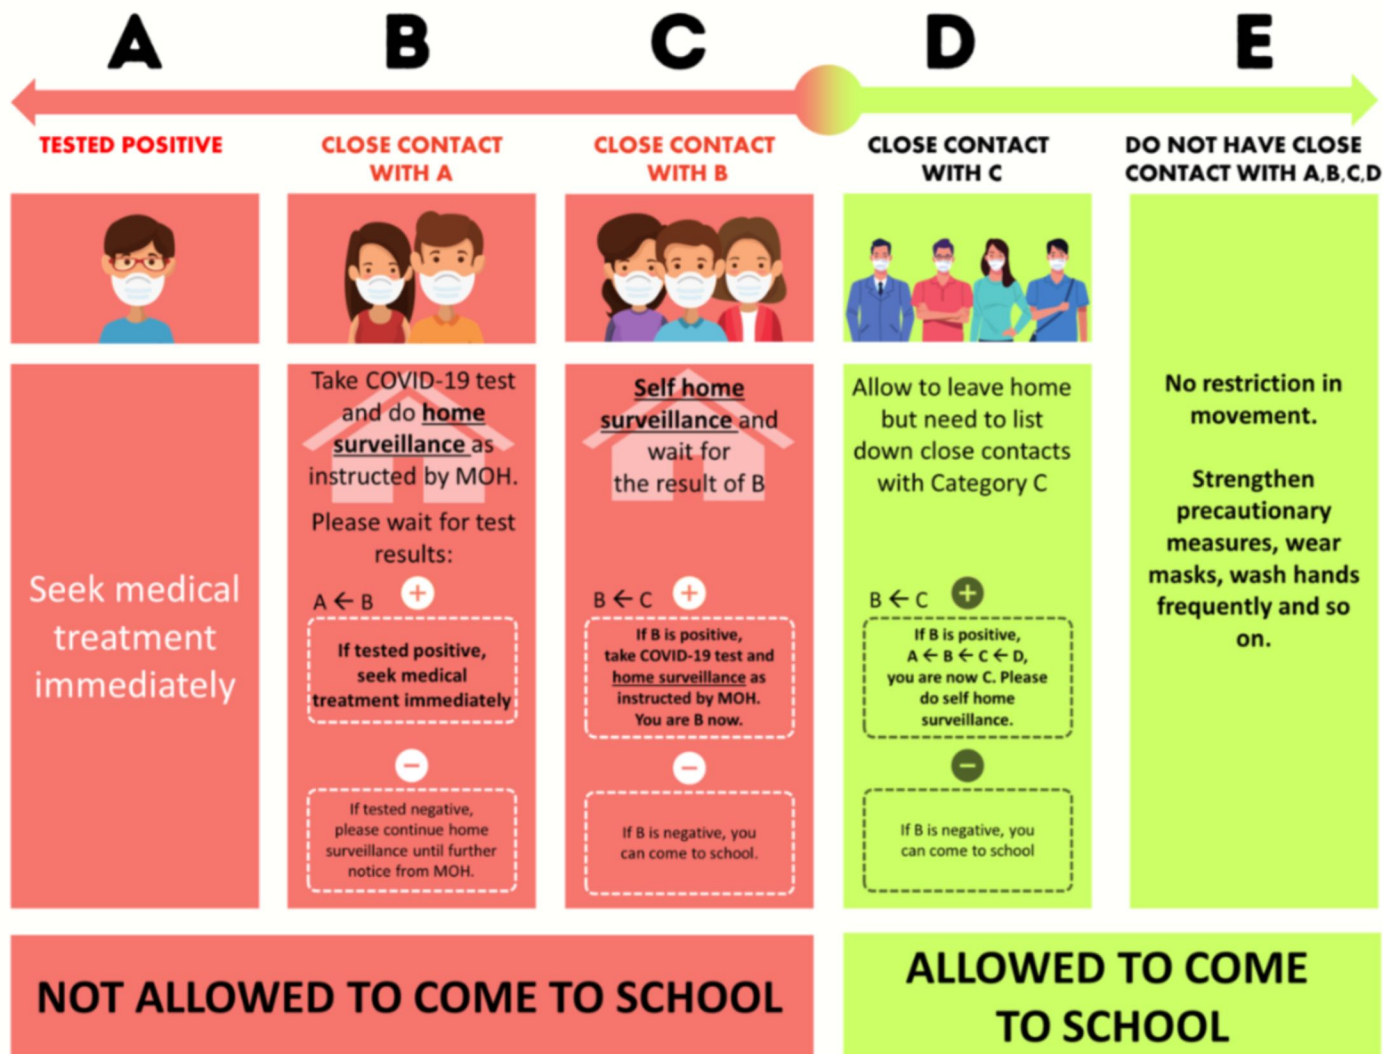 A
B
C
D
E
TESTED POSITIVE
CLOSE CONTACT
WITH A
CLOSE CONTACT
WITH B
CLOSE CONTACT
WITH C
DO NOT HAVE CLOSE
CONTACT WITH A,B,C,D
Seek medical
treatment
immediately
Take COVID-19 test
and do home
surveillance as
instructed by MOH.
Please wait for test
results:
A ← B
+
If tested positive,
seek medical
treatment immediately
−
If tested negative,
please continue home
surveillance until further
notice from MOH.
Self home
surveillance and
wait for
the result of B
B ← C
+
If B is positive,
take COVID-19 test and
home surveillance as
instructed by MOH.
You are B now.
−
If B is negative, you
can come to school.
Allow to leave home
but need to list
down close contacts
with Category C
B ← C
+
If B is positive,
A ← B ← C ← D,
you are now C. Please
do self home
surveillance.
−
If B is negative, you
can come to school
No restriction in
movement.
Strengthen
precautionary
measures, wear
masks, wash hands
frequently and so
on.
NOT ALLOWED TO COME TO SCHOOL
ALLOWED TO COME
TO SCHOOL